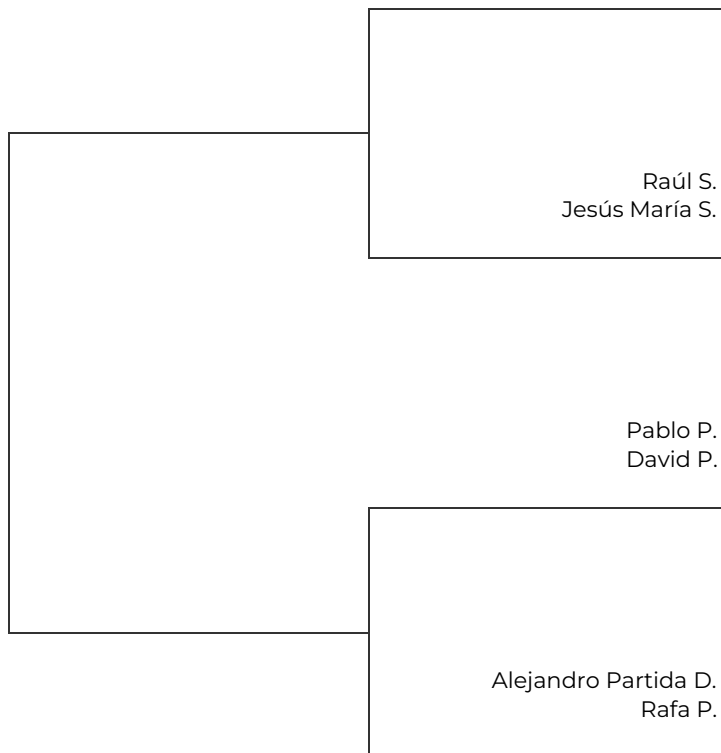 Raúl S.
Jesús María S.
Pablo P.
David P.
Alejandro Partida D.
Rafa P.